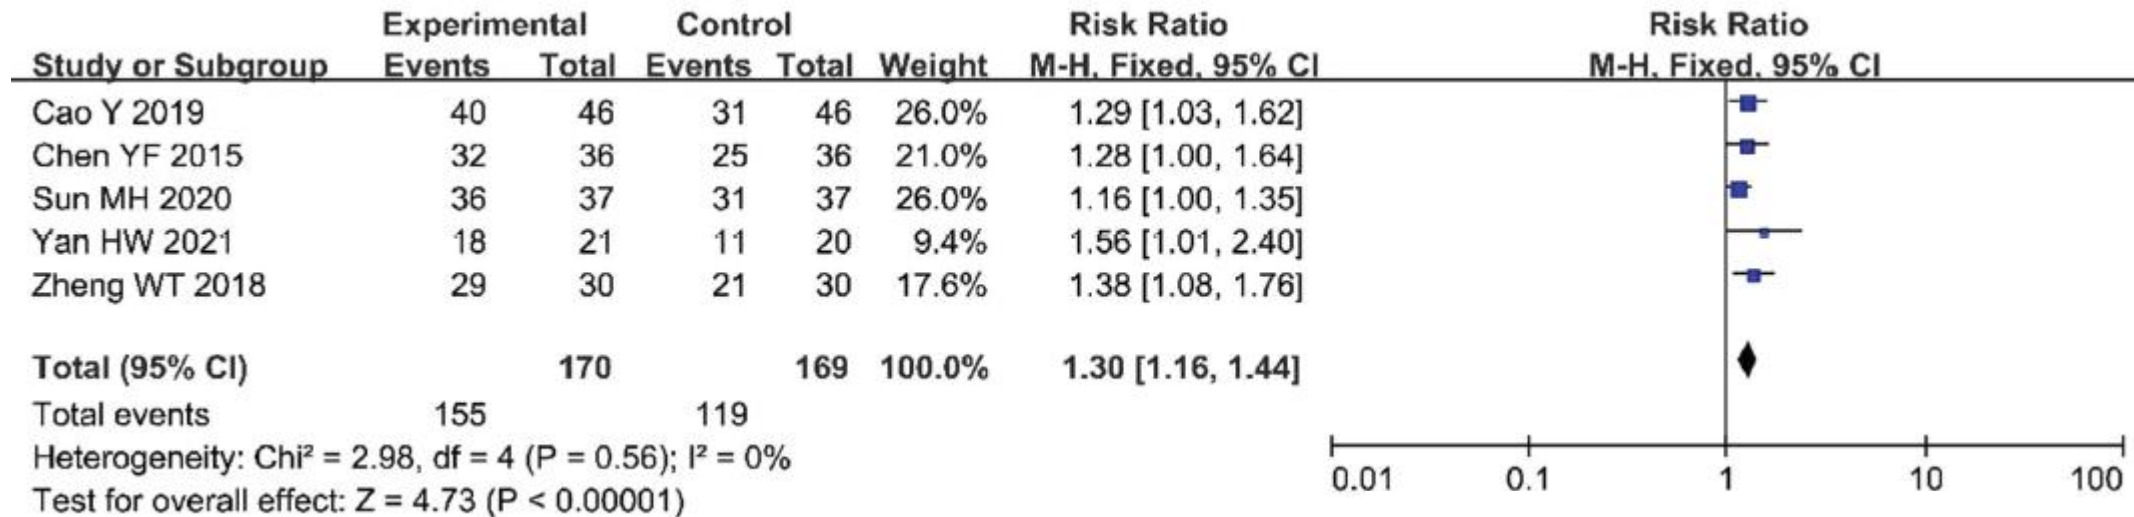 Experimental Control Risk Ratio Risk Ratio
Study or Subgroup Events Total Events Total Weight M-H, Fixed, 95% CI M-H, Fixed, 95% CI
Cao Y 2019 40 46 31 46 26.0% 1.29 [1.03, 1.62]
Chen YF 2015 32 36 25 36 21.0% 1.28 [1.00, 1.64]
Sun MH 2020 36 37 31 37 26.0% 1.16 [1.00, 1.35]
Yan HW 2021 18 21 11 20 9.4% 1.56 [1.01, 2.40]
Zheng WT 2018 29 30 21 30 17.6% 1.38 [1.08, 1.76]
Total (95% CI) 170 169 100.0% 1.30 [1.16, 1.44]
Total events 155 119
Heterogeneity: Chi² = 2.98, df = 4 (P = 0.56); I² = 0%
Test for overall effect: Z = 4.73 (P < 0.00001)
0.01 0.1 1 10 100